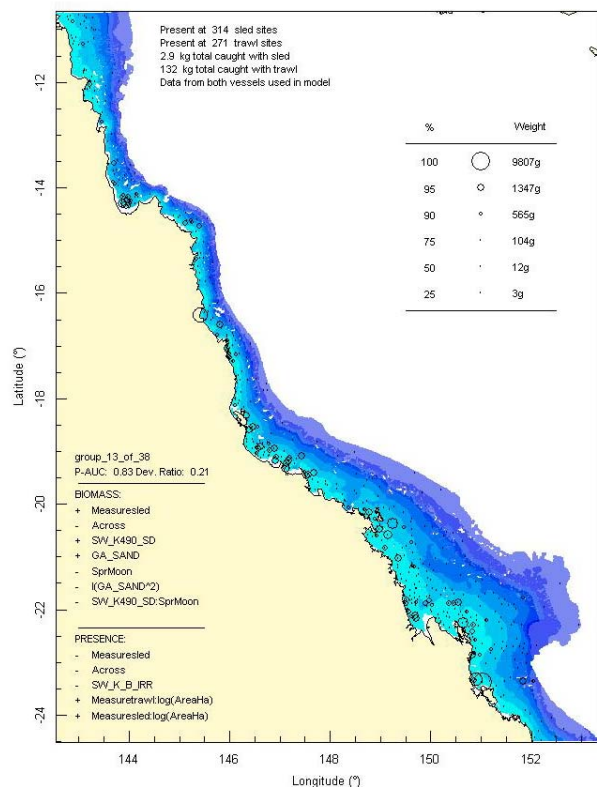 Present at 314 sled sites
Present at 271 trawl sites
2.9 kg total caught with sled
132 kg total caught with trawl
Data from both vessels used in model
% Weight
100 9807g
95 1347g
90 565g
75 104g
50 12g
25 3g
-12
-14
-16
-18
-20
-22
-24
Latitude (°)
group_13_of_38
P-AUC: 0.83 Dev. Ratio: 0.21
BIOMASS:
+ Measuresled
- Across
+ SW_K490_SD
+ GA_SAND
- SprMoon
- I(GA_SAND^2)
- SW_K490_SD:SprMoon
PRESENCE:
- Measuresled
- Across
- SW_K_B_IRR
+ Measuretrawl:log(AreaHa)
+ Measuresled:log(AreaHa)
144 146 148 150 152
Longitude (°)